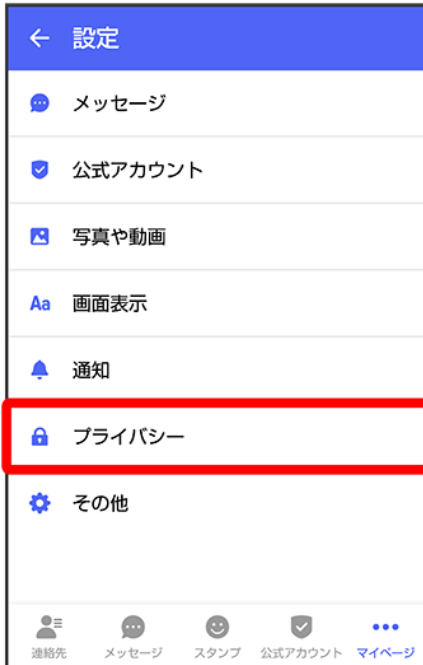 設定
メッセージ
公式アカウント
写真や動画
Aa 画面表示
通知
プライバシー
その他
連絡先 メッセージ スタンプ 公式アカウント マイページ